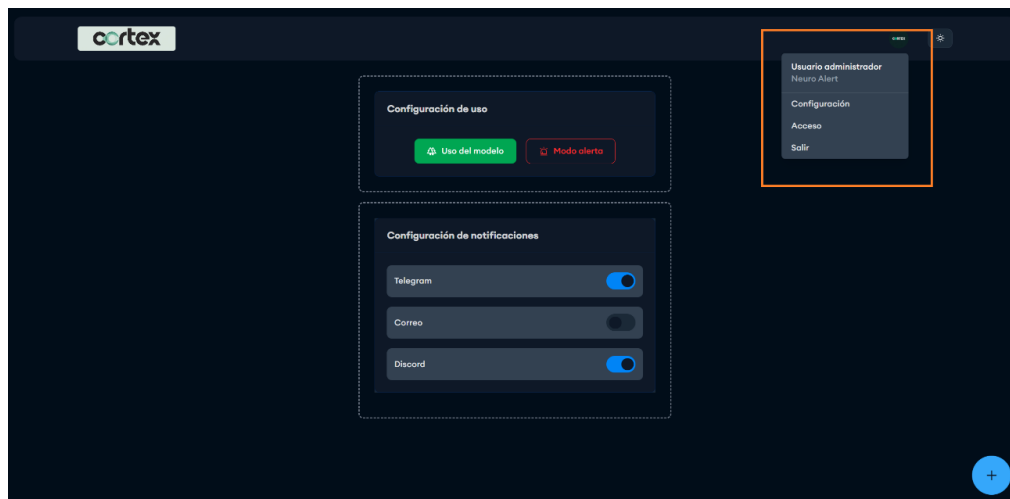 cortex
Usuario administrador
Neuro Alert
Configuración
Acceso
Salir
Configuración de uso
Uso del modelo
Modo alerta
Configuración de notificaciones
Telegram
Correo
Discord
+